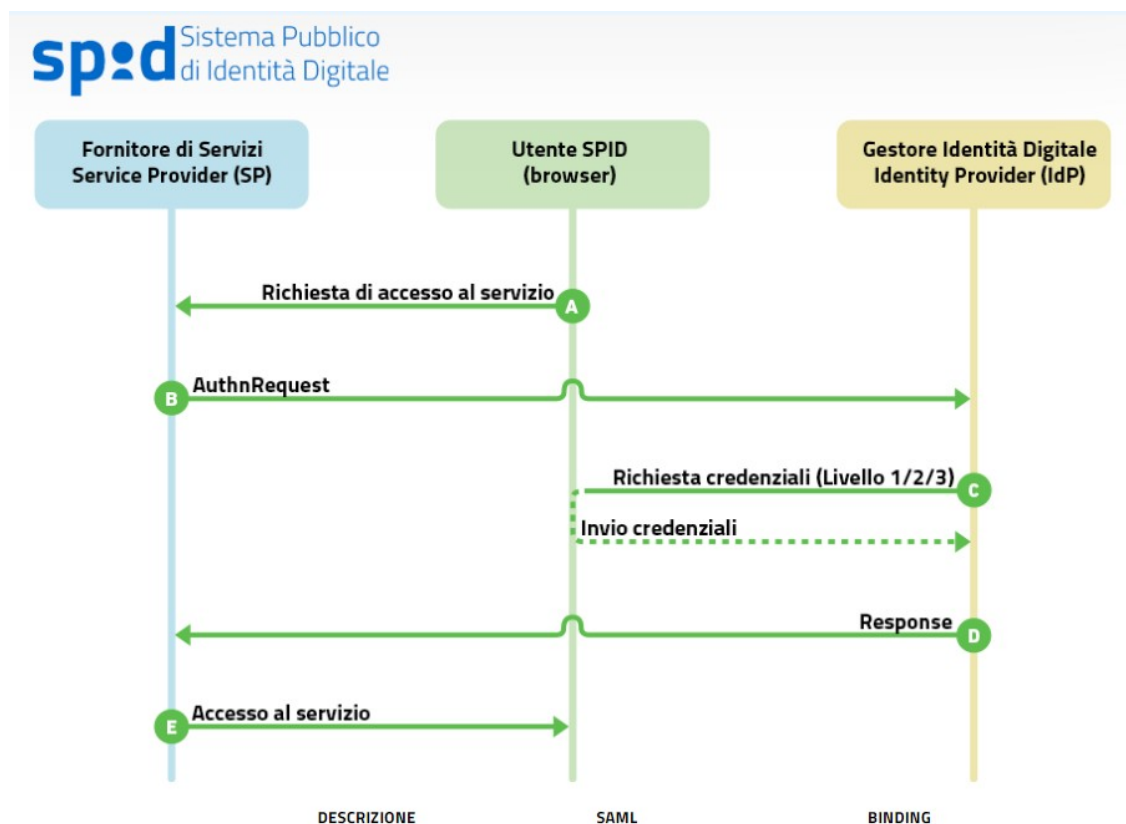 spid Sistema Pubblico
di Identità Digitale
Fornitore di Servizi
Service Provider (SP)
Utente SPID
(browser)
Gestore Identità Digitale
Identity Provider (IdP)
Richiesta di accesso al servizio
A
B
AuthnRequest
Richiesta credenziali (Livello 1/2/3)
C
Invio credenziali
Response
D
Accesso al servizio
E
DESCRIZIONE SAML BINDING